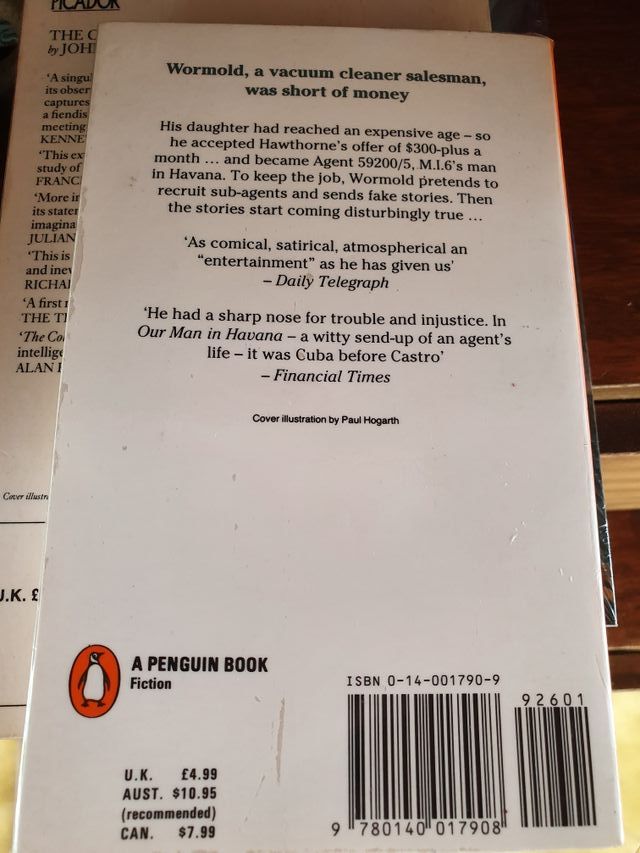 PICADOR
THE C
by JOH
'A singul
its obser
captures
a fiendis
meeting
KENNE
'This ex
study of
FRANC
'More in
its stater
imagina
JULIAN
'This is
and inev
RICHA
'A first r
THE TI
'The Co
intellige
ALAN
Cover illustr
U.K. £
Wormold, a vacuum cleaner salesman,
was short of money
His daughter had reached an expensive age – so
he accepted Hawthorne's offer of $300-plus a
month ... and became Agent 59200/5, M.I.6's man
in Havana. To keep the job, Wormold pretends to
recruit sub-agents and sends fake stories. Then
the stories start coming disturbingly true ...
'As comical, satirical, atmospherical an
"entertainment" as he has given us'
– Daily Telegraph
'He had a sharp nose for trouble and injustice. In
Our Man in Havana – a witty send-up of an agent's
life – it was Cuba before Castro'
– Financial Times
Cover illustration by Paul Hogarth
A PENGUIN BOOK
Fiction
U.K. £4.99
AUST. $10.95
(recommended)
CAN. $7.99
ISBN 0-14-001790-9
92601
9 780140 017908